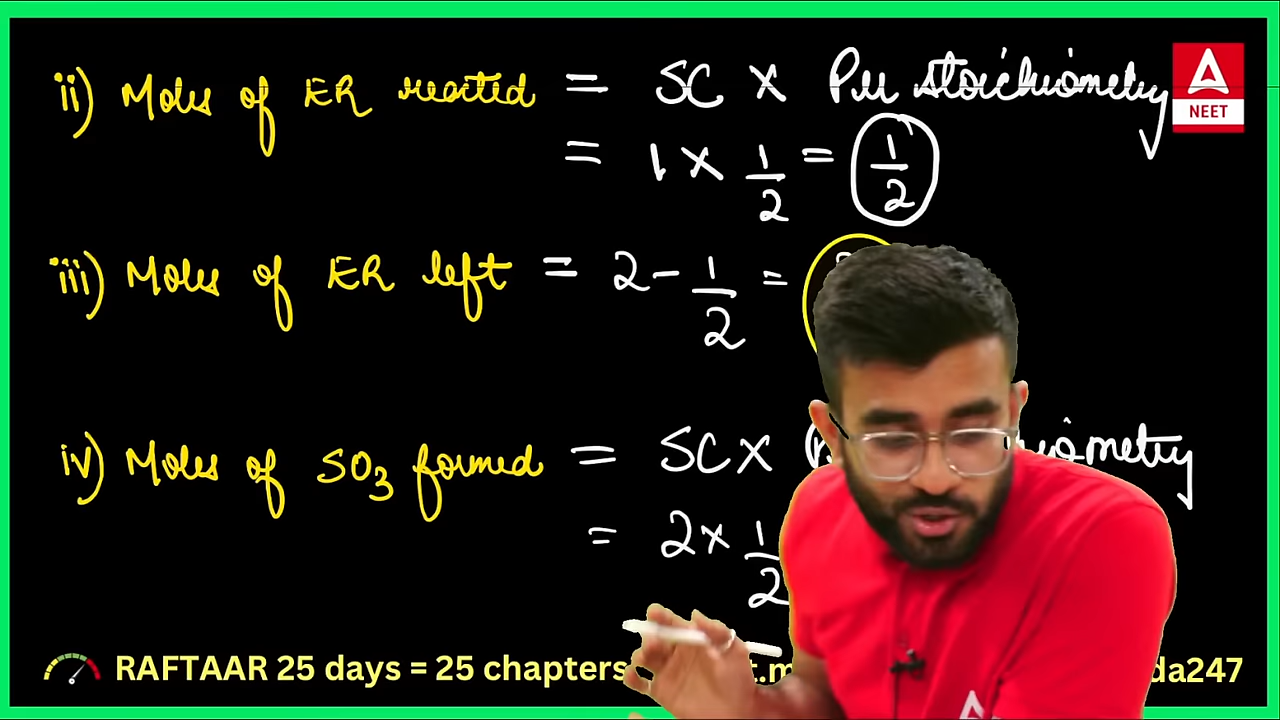 ii) Moles of ER reacted = SC × Per stoichiometry
= 1 × 1/2 = 1/2
NEET
iii) Moles of ER left = 2 - 1/2 =
iv) Moles of SO3 formed = SC ×
= 2 × 1/2
RAFTAAR 25 days = 25 chapters
da247